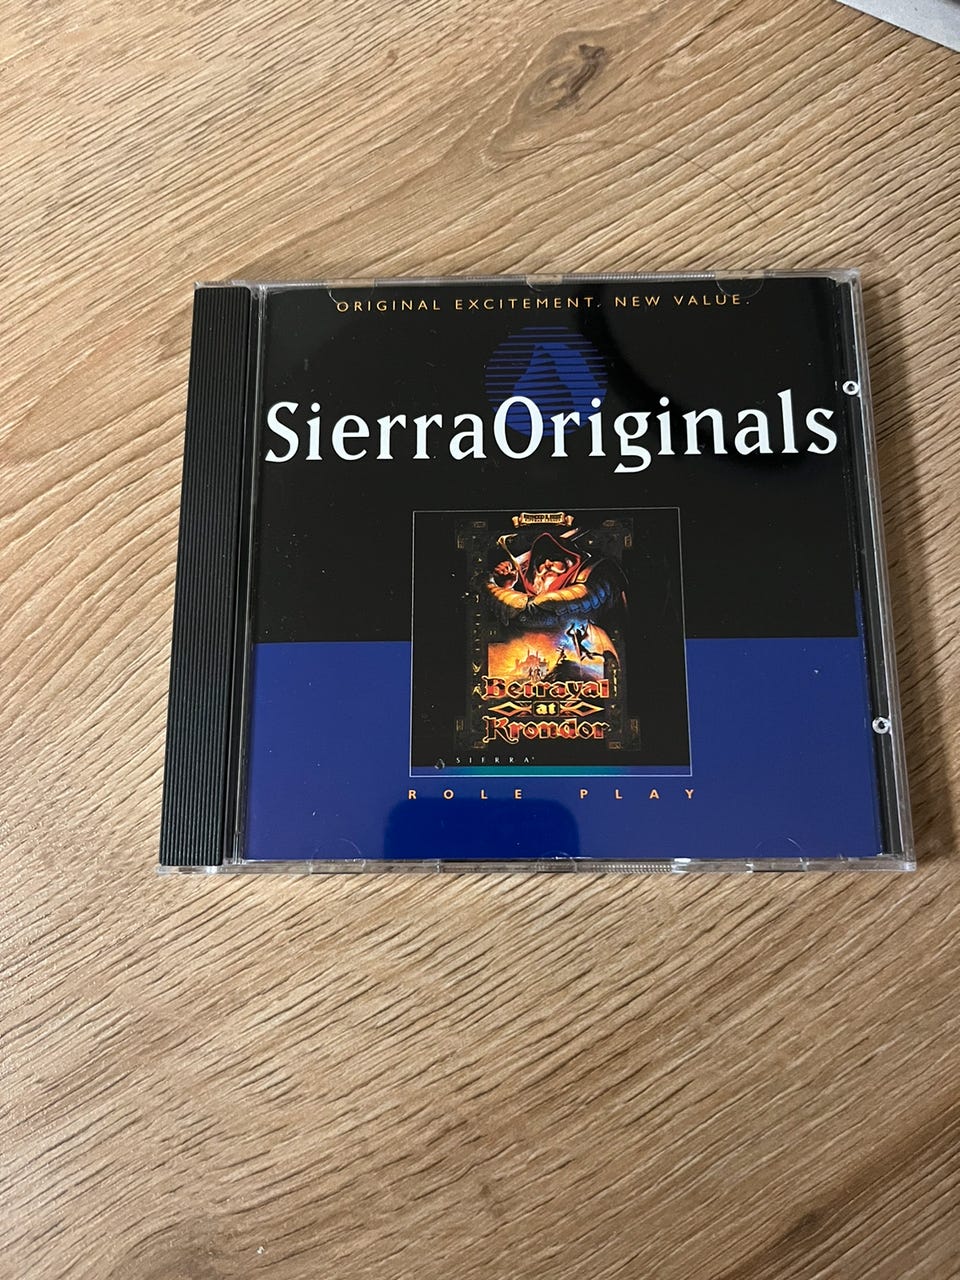 ORIGINAL EXCITEMENT. NEW VALUE.
SierraOriginals
Betrayal
at
Krondor
SIERRA
ROLE PLAY